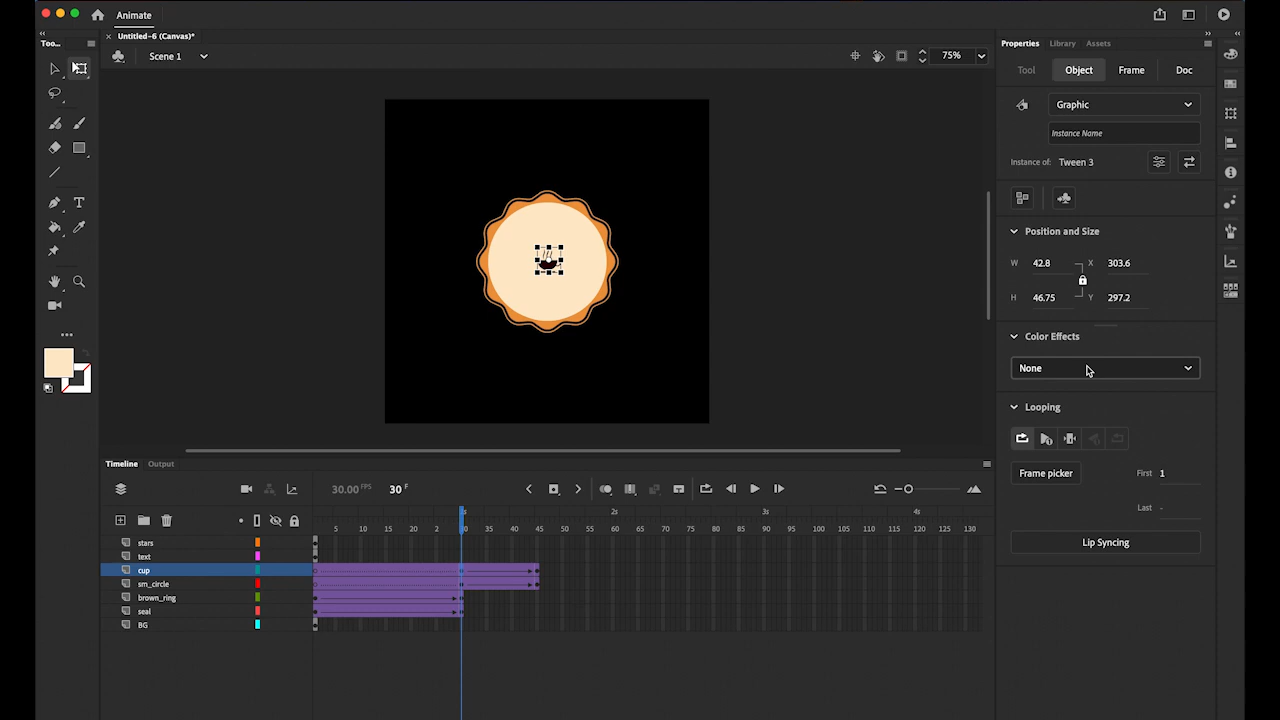 Animate
Too...
Untitled-6 (Canvas)*
Scene 1
75%
Properties
Library
Assets
Tool
Object
Frame
Doc
Graphic
Instance Name
Instance of:
Tween 3
Position and Size
W
42.8
X
303.6
H
46.75
Y
297.2
Color Effects
None
Looping
Frame picker
First
1
Last
-
Lip Syncing
Timeline
Output
30.00 FPS
30 F
2s
3s
4s
5
10
15
20
2
30
35
40
45
50
55
60
65
70
75
80
85
90
95
100
105
110
115
120
125
130
stars
text
cup
sm_circle
brown_ring
seal
BG